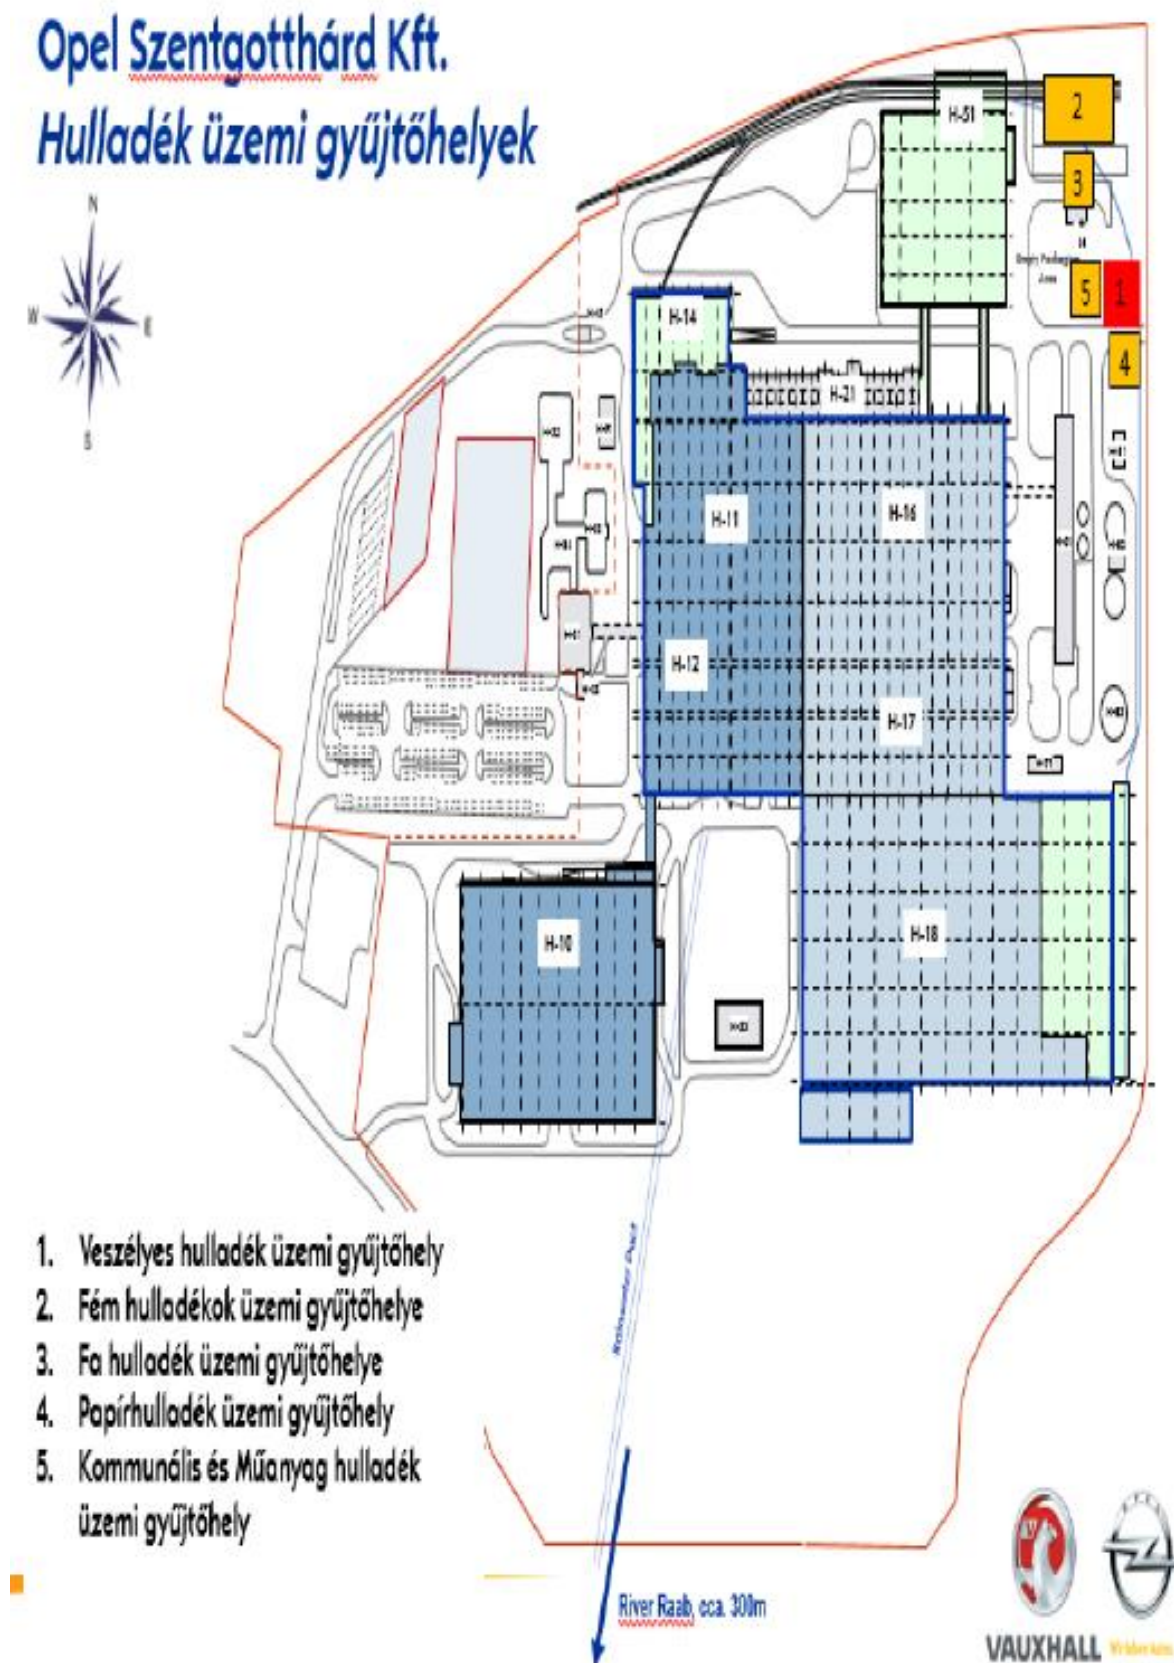 Opel Szentgotthárd Kft.
Hulladék üzemi gyűjtőhelyek
N
W
E
S
H-51
2
3
5
1
4
H-14
H-21
H-11
H-16
H-12
H-17
H-10
H-18
1. Veszélyes hulladék üzemi gyűjtőhely
2. Fém hulladékok üzemi gyűjtőhelye
3. Fa hulladék üzemi gyűjtőhelye
4. Papírhulladék üzemi gyűjtőhely
5. Kommunális és Műanyag hulladék
üzemi gyűjtőhely
River Raab, cca. 300m
OPEL
VAUXHALL